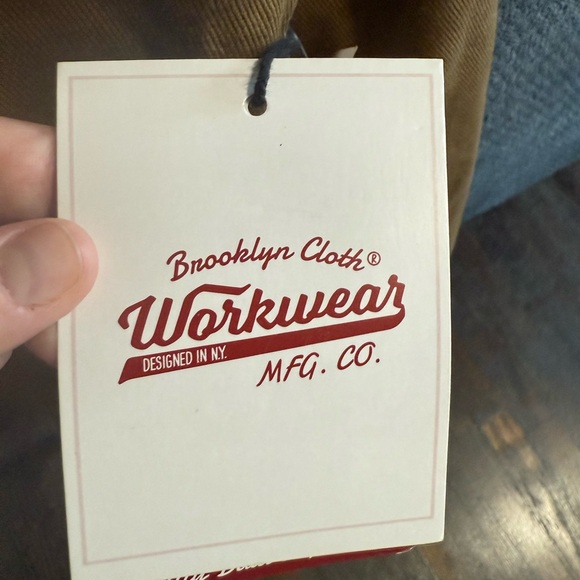 Brooklyn Cloth®
Workwear
DESIGNED IN N.Y.
MFG. CO.